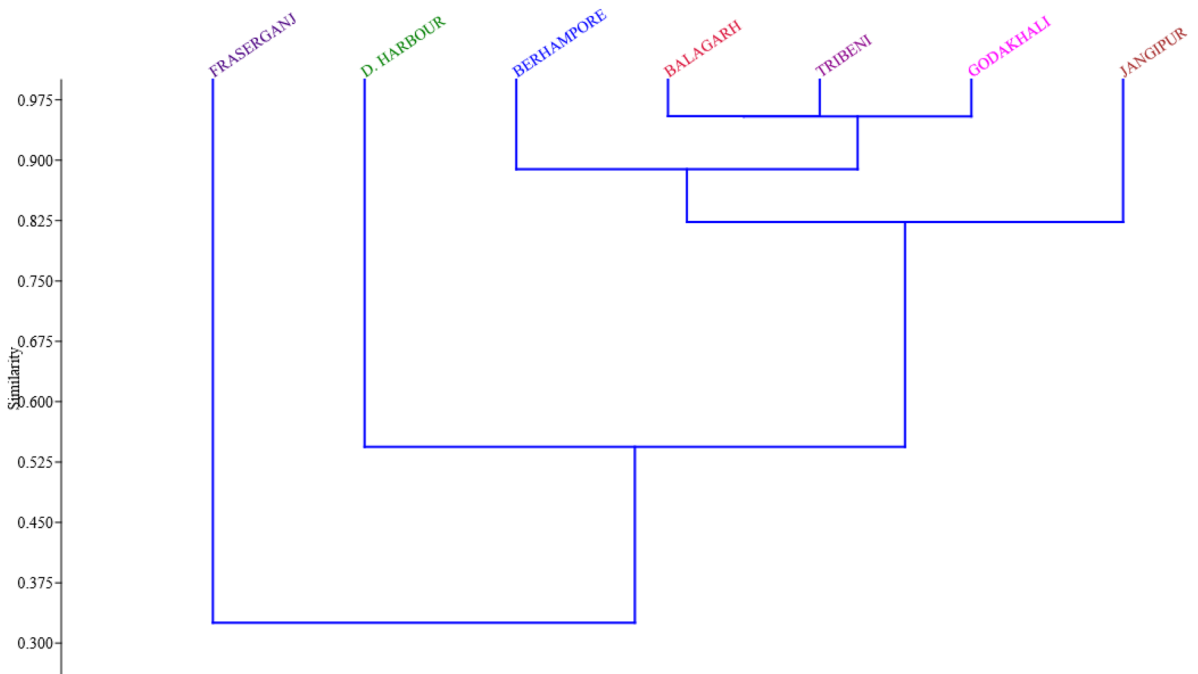 FRASERGANJ
D. HARBOUR
BERHAMPORE
BALAGARH
TRIBENI
GODAKHALI
JANGIPUR
0.975
0.900
0.825
0.750
0.675
0.600
0.525
0.450
0.375
0.300
Similarity